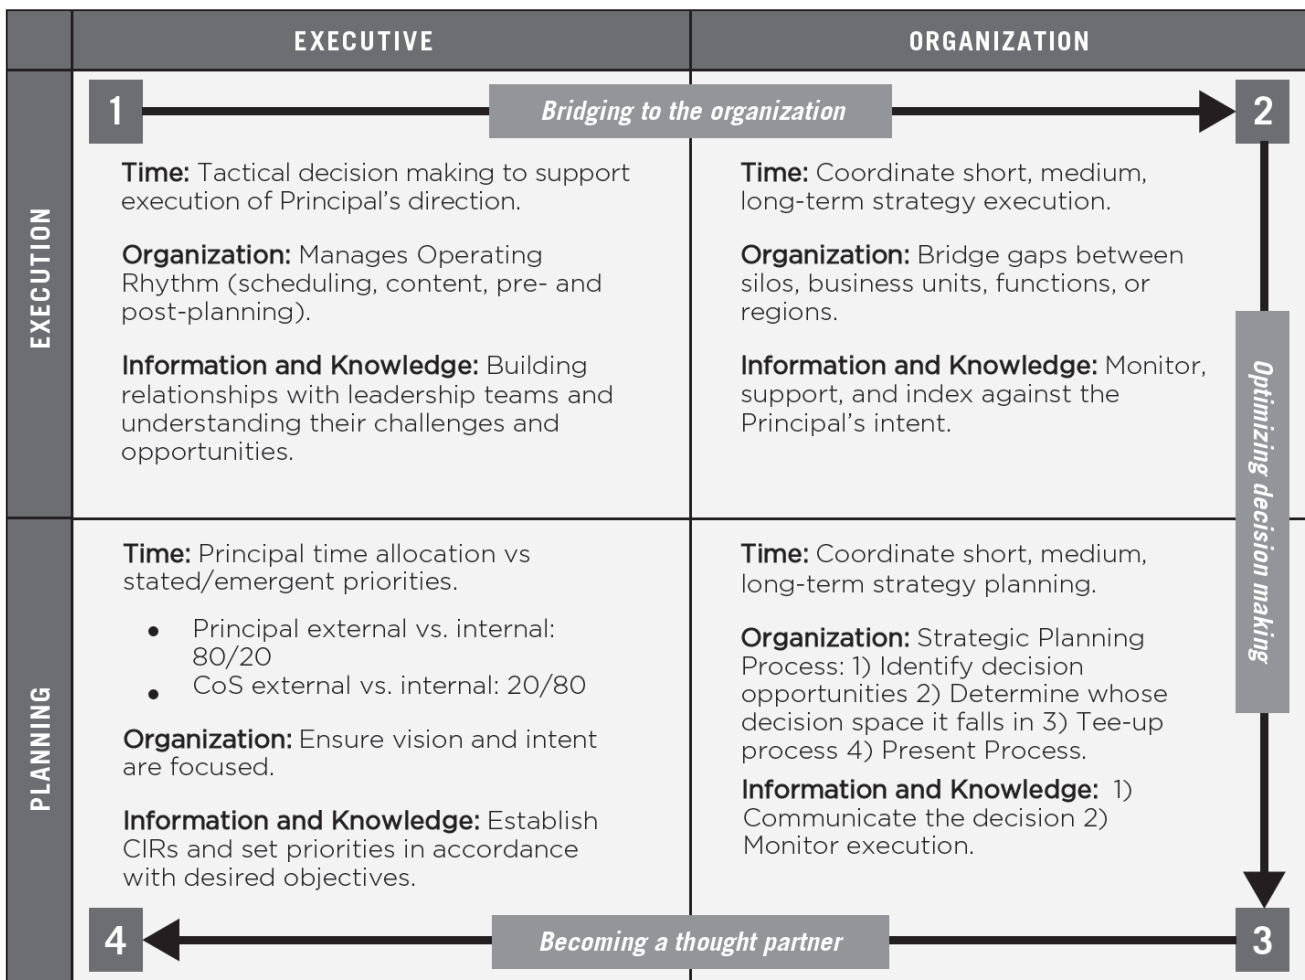 EXECUTIVE
ORGANIZATION
EXECUTION
1
Bridging to the organization
2
Time: Tactical decision making to support
execution of Principal’s direction.
Organization: Manages Operating
Rhythm (scheduling, content, pre- and
post-planning).
Information and Knowledge: Building
relationships with leadership teams and
understanding their challenges and
opportunities.
Time: Coordinate short, medium,
long-term strategy execution.
Organization: Bridge gaps between
silos, business units, functions, or
regions.
Information and Knowledge: Monitor,
support, and index against the
Principal’s intent.
Optimizing decision making
PLANNING
Time: Principal time allocation vs
stated/emergent priorities.
• Principal external vs. internal:
80/20
• CoS external vs. internal: 20/80
Organization: Ensure vision and intent
are focused.
Information and Knowledge: Establish
CIRs and set priorities in accordance
with desired objectives.
Time: Coordinate short, medium,
long-term strategy planning.
Organization: Strategic Planning
Process: 1) Identify decision
opportunities 2) Determine whose
decision space it falls in 3) Tee-up
process 4) Present Process.
Information and Knowledge: 1)
Communicate the decision 2)
Monitor execution.
4
Becoming a thought partner
3